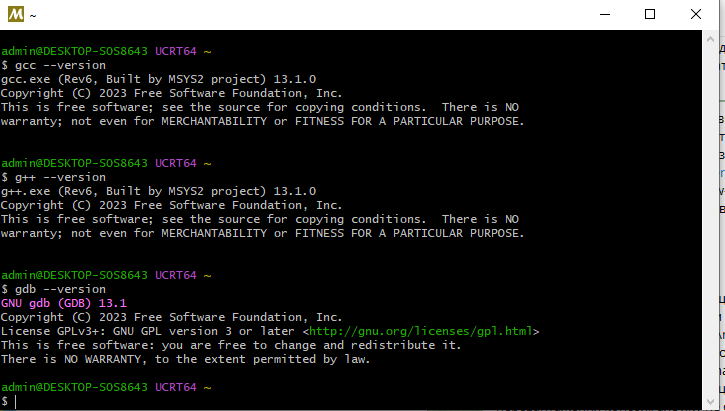 M ~
admin@DESKTOP-SOS8643 UCRT64 ~
$ gcc --version
gcc.exe (Rev6, Built by MSYS2 project) 13.1.0
Copyright (C) 2023 Free Software Foundation, Inc.
This is free software; see the source for copying conditions.  There is NO
warranty; not even for MERCHANTABILITY or FITNESS FOR A PARTICULAR PURPOSE.
admin@DESKTOP-SOS8643 UCRT64 ~
$ g++ --version
g++.exe (Rev6, Built by MSYS2 project) 13.1.0
Copyright (C) 2023 Free Software Foundation, Inc.
This is free software; see the source for copying conditions.  There is NO
warranty; not even for MERCHANTABILITY or FITNESS FOR A PARTICULAR PURPOSE.
admin@DESKTOP-SOS8643 UCRT64 ~
$ gdb --version
GNU gdb (GDB) 13.1
Copyright (C) 2023 Free Software Foundation, Inc.
License GPLv3+: GNU GPL version 3 or later <http://gnu.org/licenses/gpl.html>
This is free software: you are free to change and redistribute it.
There is NO WARRANTY, to the extent permitted by law.
admin@DESKTOP-SOS8643 UCRT64 ~
$